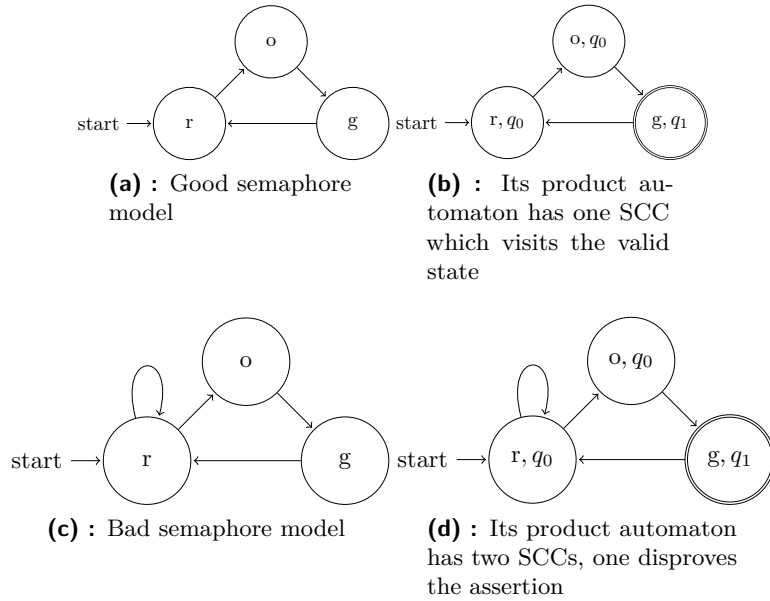 o
start
r
g
(a) : Good semaphore
model
o, q₀
start
r, q₀
g, q₁
(b) : Its product au-
tomaton has one SCC
which visits the valid
state
o
start
r
g
(c) : Bad semaphore model
o, q₀
start
r, q₀
g, q₁
(d) : Its product automaton
has two SCCs, one disproves
the assertion